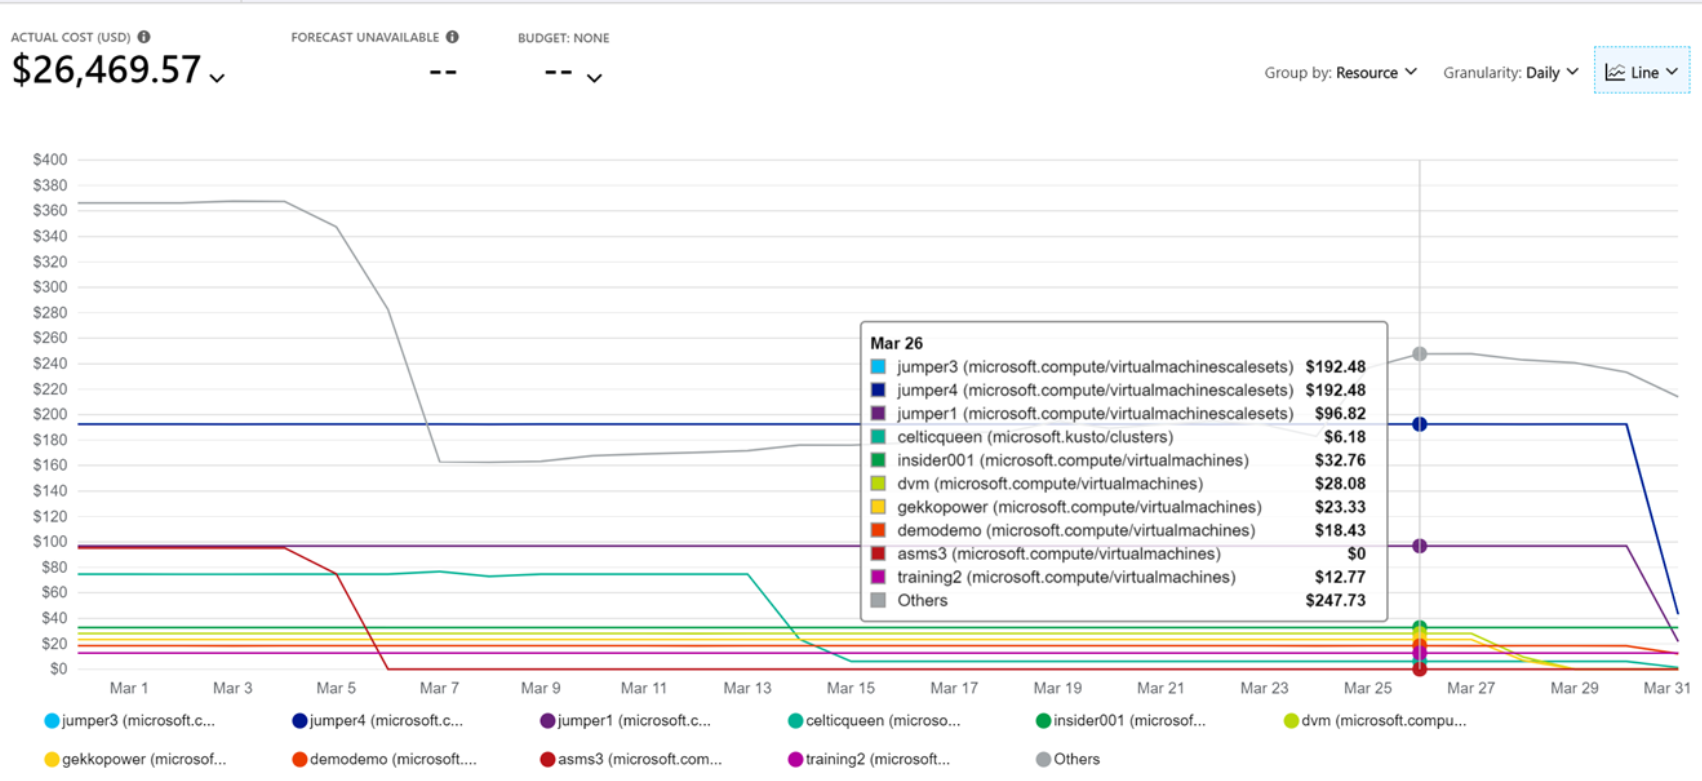 ACTUAL COST (USD) FORECAST UNAVAILABLE BUDGET: NONE
$26,469.57 -- --
Group by: Resource Granularity: Daily Line
$400
$380
$360
$340
$320
$300
$280
$260
$240
$220
$200
$180
$160
$140
$120
$100
$80
$60
$40
$20
$0
Mar 26
jumper3 (microsoft.compute/virtualmachinescalesets) $192.48
jumper4 (microsoft.compute/virtualmachinescalesets) $192.48
jumper1 (microsoft.compute/virtualmachinescalesets) $96.82
celticqueen (microsoft.kusto/clusters) $6.18
insider001 (microsoft.compute/virtualmachines) $32.76
dvm (microsoft.compute/virtualmachines) $28.08
gekkopower (microsoft.compute/virtualmachines) $23.33
demodemo (microsoft.compute/virtualmachines) $18.43
asms3 (microsoft.compute/virtualmachines) $0
training2 (microsoft.compute/virtualmachines) $12.77
Others $247.73
Mar 1 Mar 3 Mar 5 Mar 7 Mar 9 Mar 11 Mar 13 Mar 15 Mar 17 Mar 19 Mar 21 Mar 23 Mar 25 Mar 27 Mar 29 Mar 31
jumper3 (microsoft.c... jumper4 (microsoft.c... jumper1 (microsoft.c... celticqueen (microso... insider001 (microsof... dvm (microsoft.compu...
gekkopower (microsof... demodemo (microsoft.... asms3 (microsoft.com... training2 (microsoft... Others